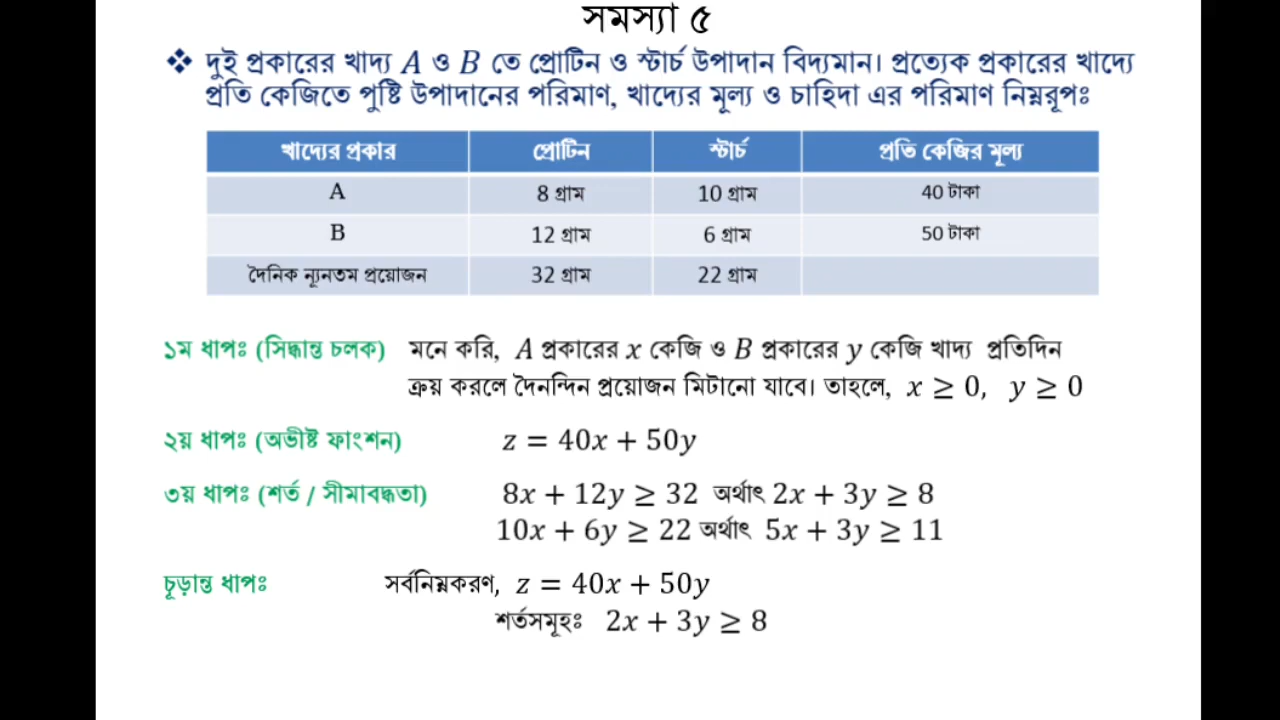 সমস্যা ৫
❖ দুই প্রকারের খাদ্য A ও B তে প্রোটিন ও স্টার্চ উপাদান বিদ্যমান। প্রত্যেক প্রকারের খাদ্যে
প্রতি কেজিতে পুষ্টি উপাদানের পরিমাণ, খাদ্যের মূল্য ও চাহিদা এর পরিমাণ নিম্নরূপঃ
খাদ্যের প্রকার প্রোটিন স্টার্চ প্রতি কেজির মূল্য
A 8 গ্রাম 10 গ্রাম 40 টাকা
B 12 গ্রাম 6 গ্রাম 50 টাকা
দৈনিক ন্যূনতম প্রয়োজন 32 গ্রাম 22 গ্রাম
১ম ধাপঃ (সিদ্ধান্ত চলক) মনে করি, A প্রকারের x কেজি ও B প্রকারের y কেজি খাদ্য প্রতিদিন
ক্রয় করলে দৈনন্দিন প্রয়োজন মিটানো যাবে। তাহলে, x ≥ 0, y ≥ 0
২য় ধাপঃ (অভীষ্ট ফাংশন) z = 40x + 50y
৩য় ধাপঃ (শর্ত / সীমাবদ্ধতা) 8x + 12y ≥ 32 অর্থাৎ 2x + 3y ≥ 8
10x + 6y ≥ 22 অর্থাৎ 5x + 3y ≥ 11
চূড়ান্ত ধাপঃ সর্বনিম্নকরণ, z = 40x + 50y
শর্তসমূহঃ 2x + 3y ≥ 8